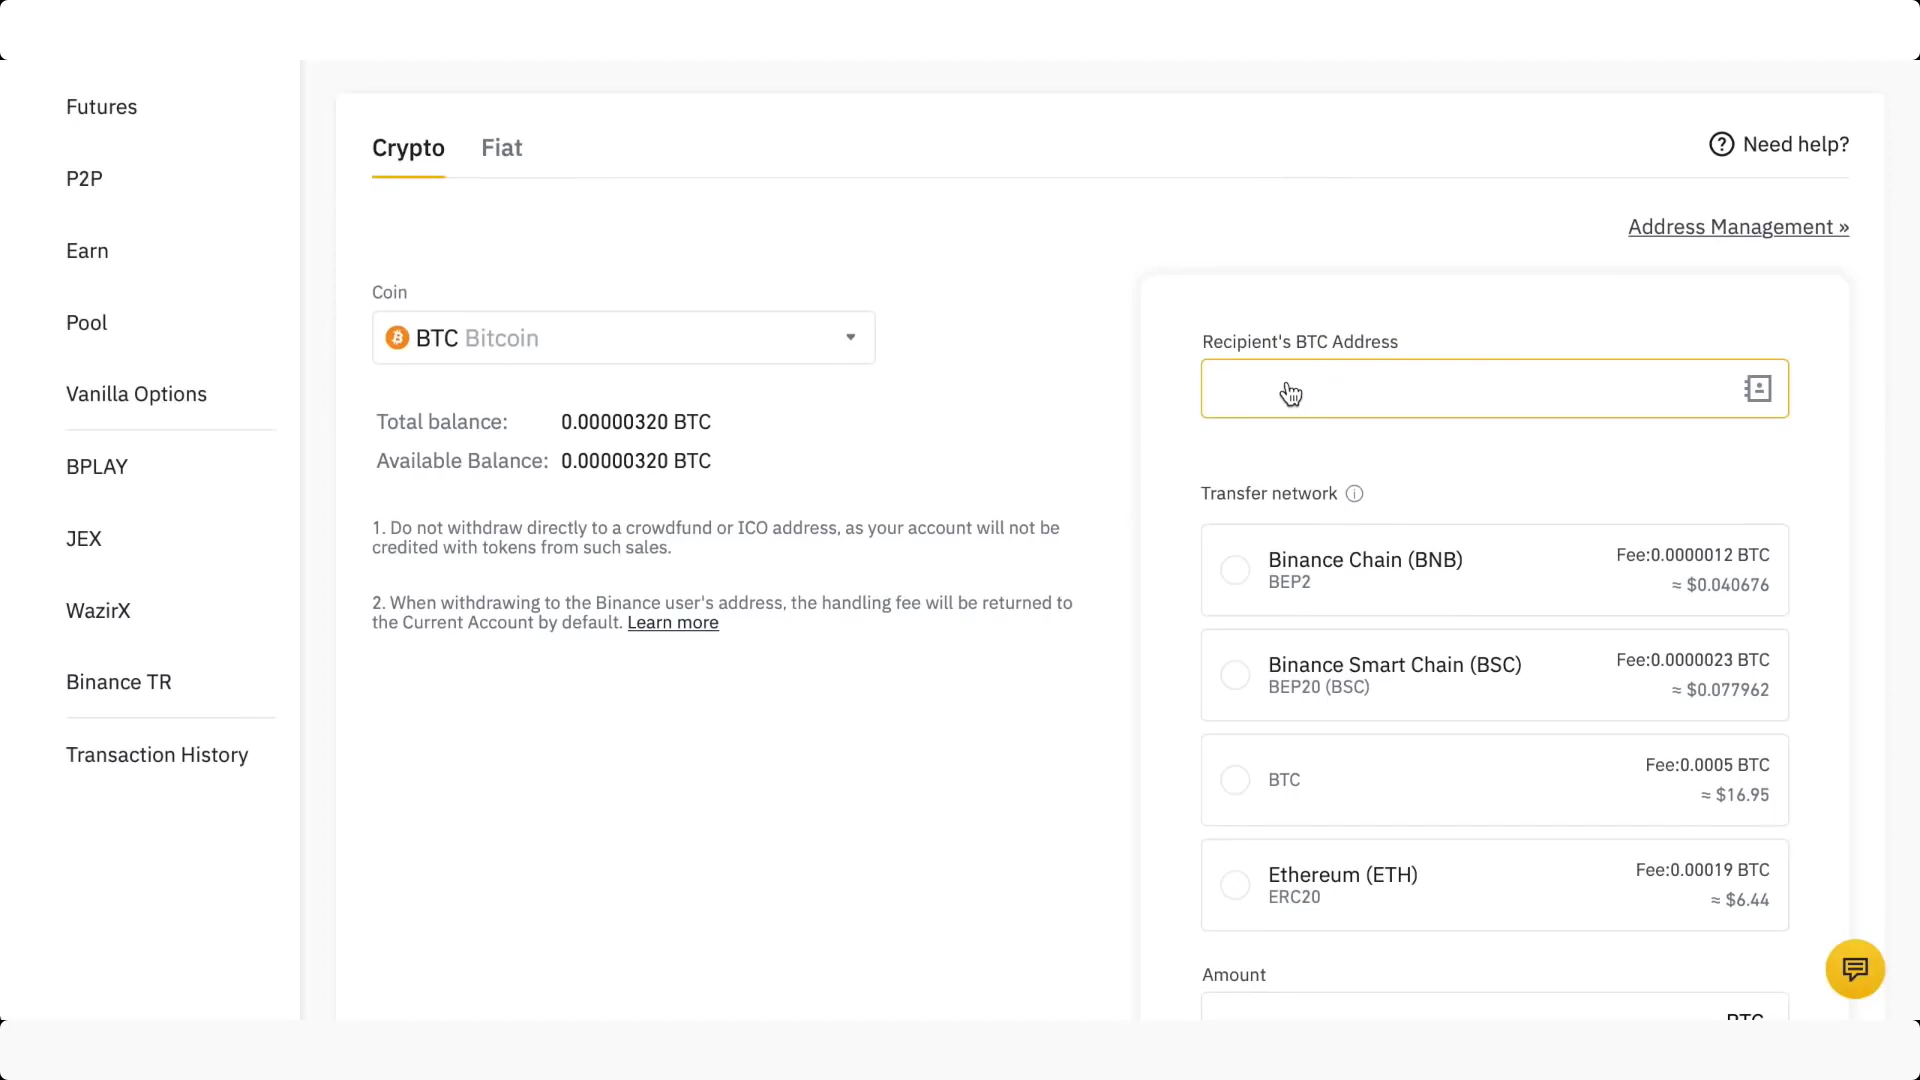 Futures
P2P
Earn
Pool
Vanilla Options
BPLAY
JEX
WazirX
Binance TR
Transaction History
Crypto
Fiat
Need help?
Address Management »
Coin
BTC Bitcoin
Total balance: 0.00000320 BTC
Available Balance: 0.00000320 BTC
1. Do not withdraw directly to a crowdfund or ICO address, as your account will not be
credited with tokens from such sales.
2. When withdrawing to the Binance user's address, the handling fee will be returned to
the Current Account by default. Learn more
Recipient's BTC Address
Transfer network
Binance Chain (BNB)
BEP2
Fee:0.0000012 BTC
≈ $0.040676
Binance Smart Chain (BSC)
BEP20 (BSC)
Fee:0.0000023 BTC
≈ $0.077962
BTC
Fee:0.0005 BTC
≈ $16.95
Ethereum (ETH)
ERC20
Fee:0.00019 BTC
≈ $6.44
Amount
BTC